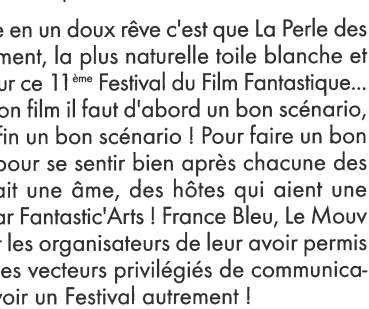 e en un doux rêve c'est que La Perle des
ment, la plus naturelle toile blanche et
ur ce 11ème Festival du Film Fantastique...
on film il faut d'abord un bon scénario,
fin un bon scénario ! Pour faire un bon
pour se sentir bien après chacune des
ait une âme, des hôtes qui aient une
ar Fantastic'Arts ! France Bleu, Le Mouv
r les organisateurs de leur avoir permis
es vecteurs privilégiés de communica-
voir un Festival autrement !